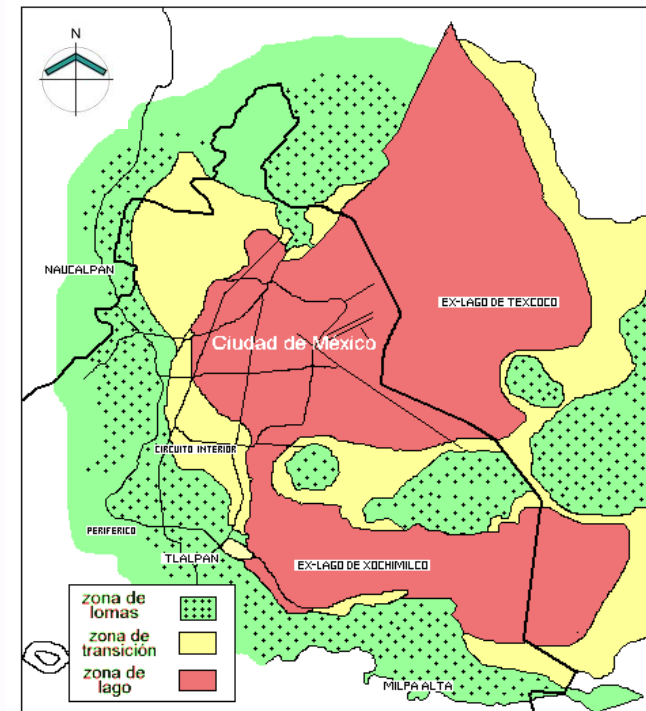 N
NAUCALPAN
EX-LAGO DE TEXCOCO
Ciudad de México
CIRCUITO INTERIOR
PERIFERICO
TLALPAN
EX-LAGO DE XOCHIMILCO
zona de
lomas
zona de
transición
zona de
lago
MILPA ALTA